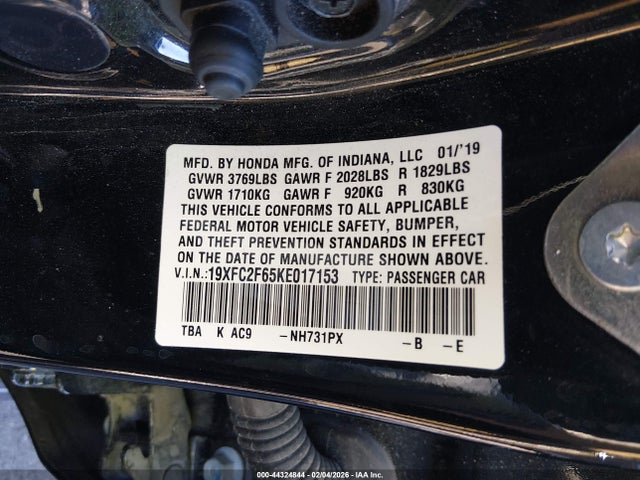 MFD. BY HONDA MFG. OF INDIANA, LLC 01/'19
GVWR 3769LBS GAWR F 2028LBS R 1829LBS
GVWR 1710KG GAWR F 920KG R 830KG
THIS VEHICLE CONFORMS TO ALL APPLICABLE
FEDERAL MOTOR VEHICLE SAFETY, BUMPER,
AND THEFT PREVENTION STANDARDS IN EFFECT
ON THE DATE OF MANUFACTURE SHOWN ABOVE.
V.I.N.:19XFC2F65KE017153 TYPE: PASSENGER CAR
TBA K AC9 -NH731PX -B -E
000-44324844 - 02/04/2026 - IAA Inc.